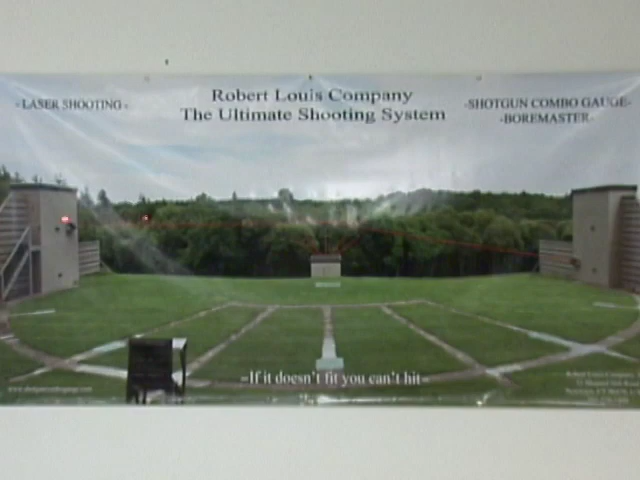 -LASER SHOOTING-
Robert Louis Company
The Ultimate Shooting System
-SHOTGUN COMBO GAUGE-
-BOREMASTER-
-If it doesn't fit you can't hit-